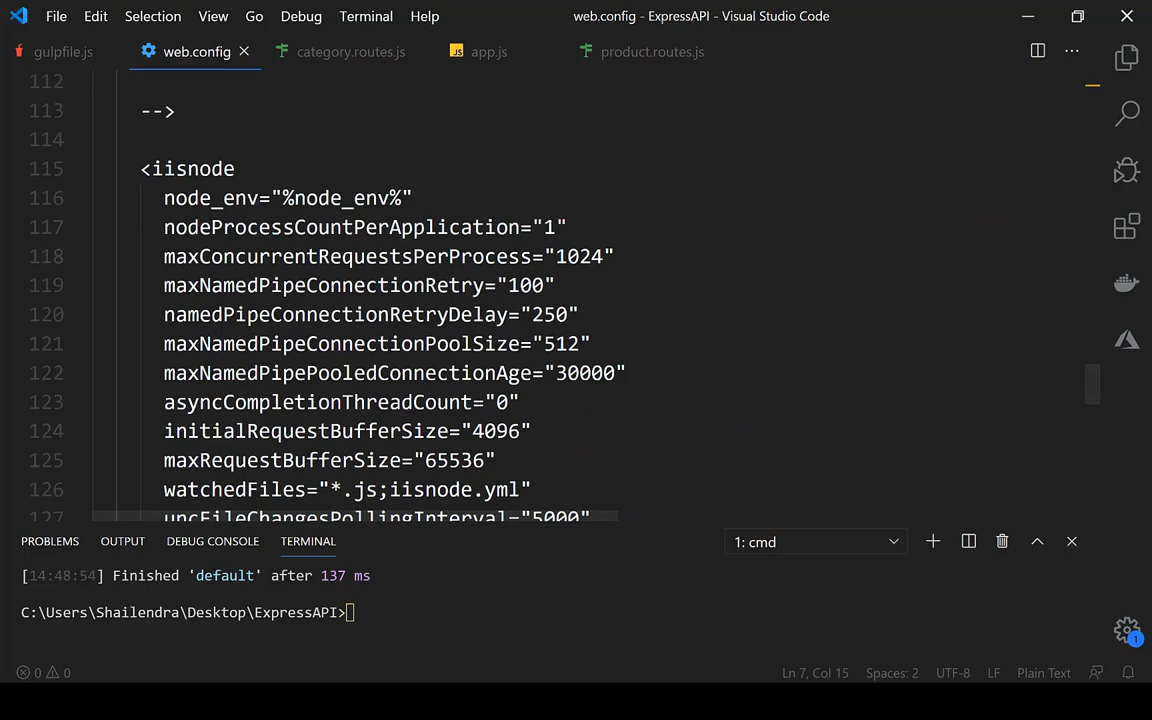 File Edit Selection View Go Debug Terminal Help web.config - ExpressAPI - Visual Studio Code
gulpfile.js web.config category.routes.js JS app.js product.routes.js
112
113 -->
114
115 <iisnode
116 node_env="%node_env%"
117 nodeProcessCountPerApplication="1"
118 maxConcurrentRequestsPerProcess="1024"
119 maxNamedPipeConnectionRetry="100"
120 namedPipeConnectionRetryDelay="250"
121 maxNamedPipeConnectionPoolSize="512"
122 maxNamedPipePooledConnectionAge="30000"
123 asyncCompletionThreadCount="0"
124 initialRequestBufferSize="4096"
125 maxRequestBufferSize="65536"
126 watchedFiles="*.js;iisnode.yml"
127 uncFileChangesPollingInterval="5000"
PROBLEMS OUTPUT DEBUG CONSOLE TERMINAL 1: cmd
[14:48:54] Finished 'default' after 137 ms
C:\Users\Shailendra\Desktop\ExpressAPI>
1
0 0 Ln 7, Col 15 Spaces: 2 UTF-8 LF Plain Text